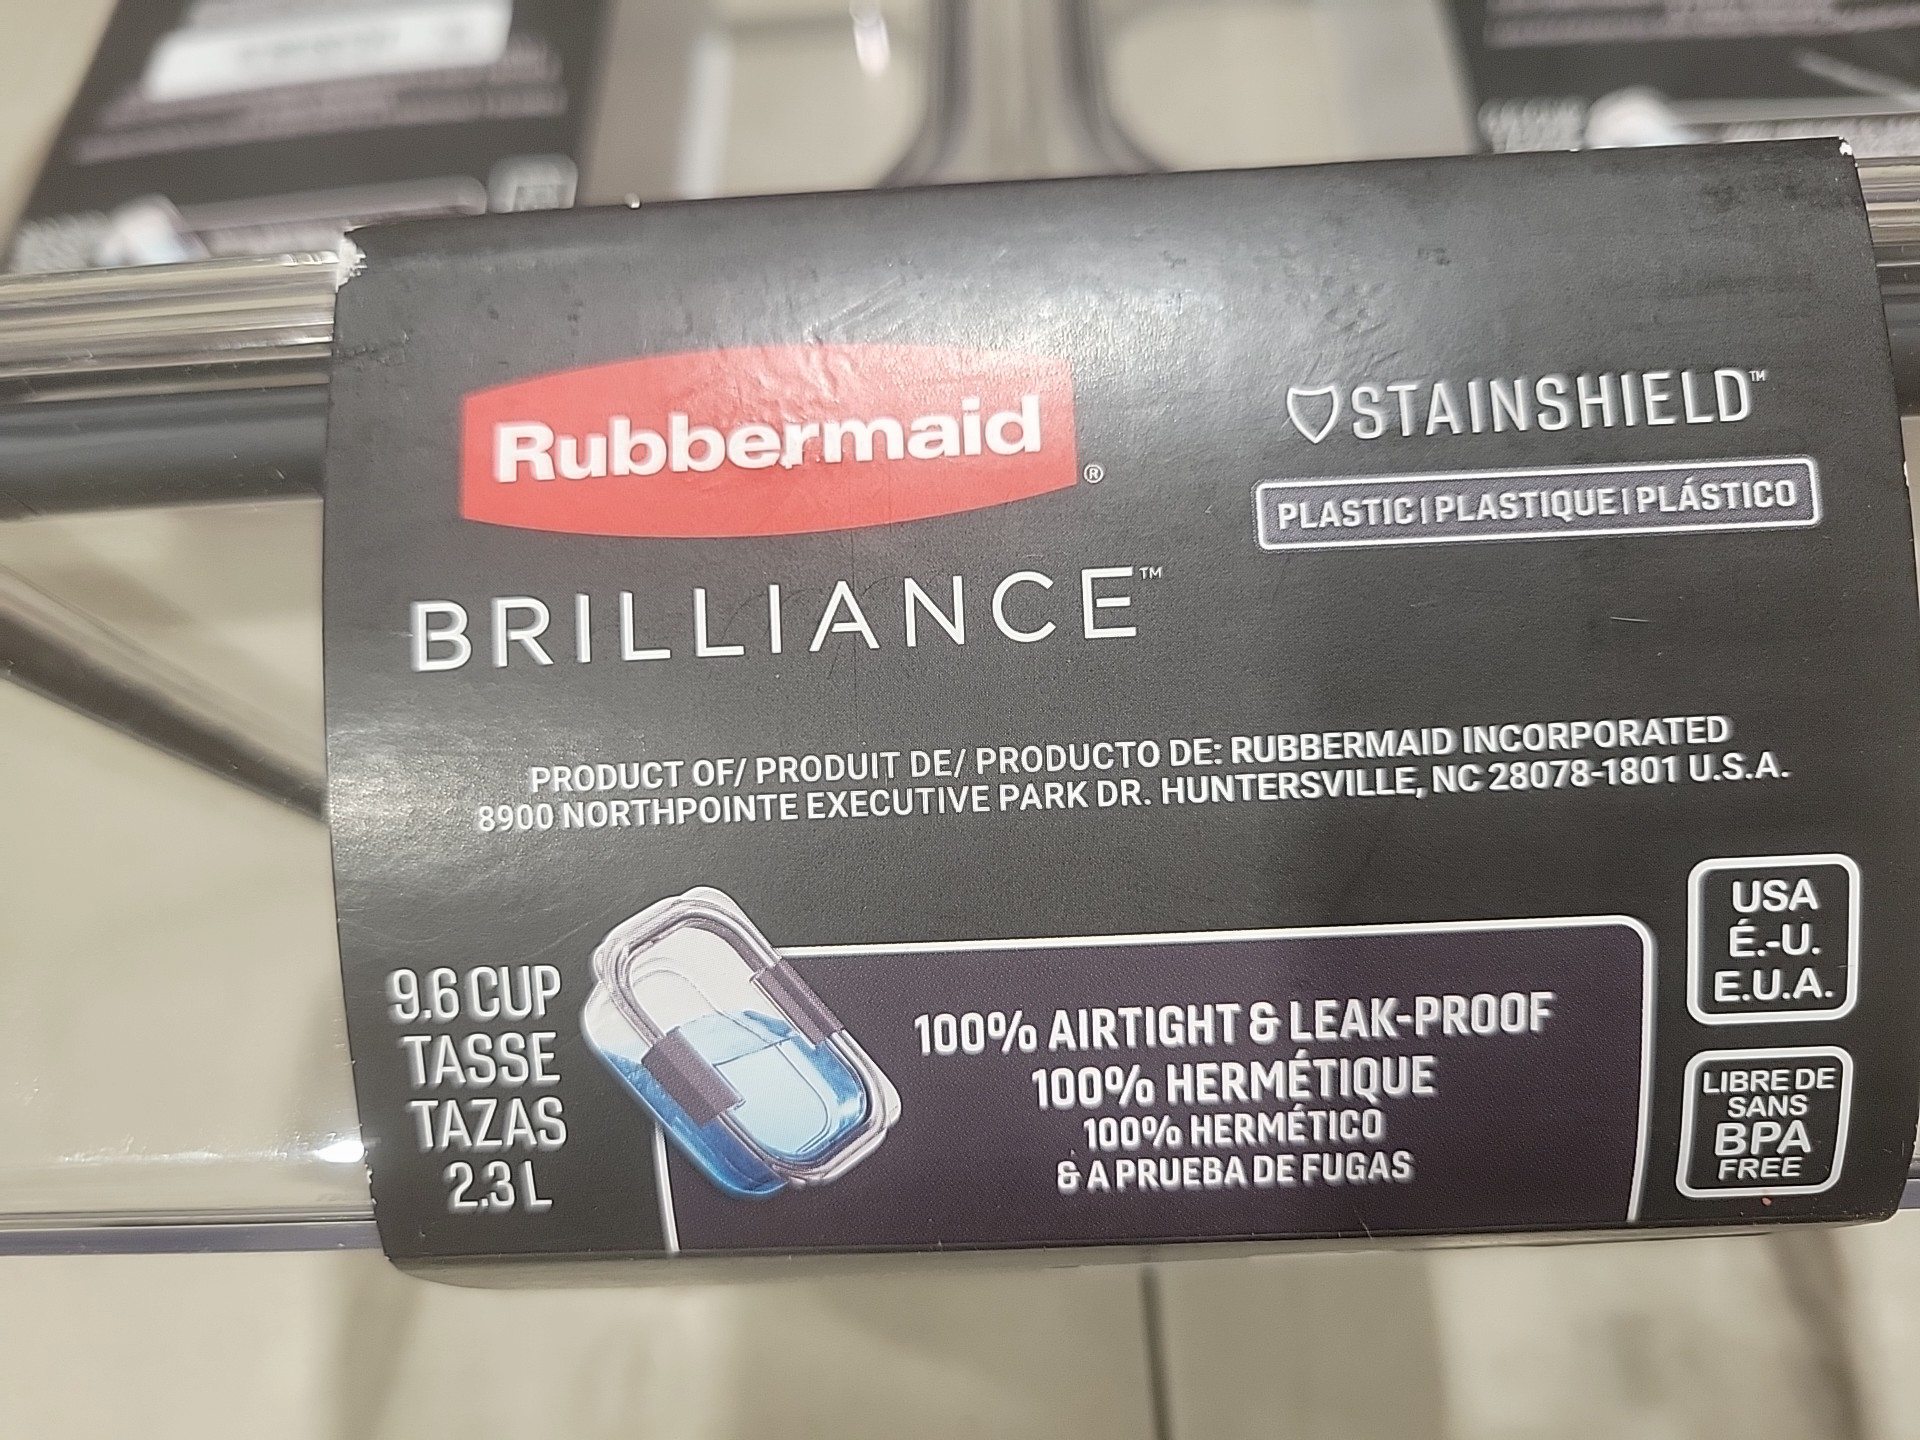 Rubbermaid®
BRILLIANCE™
STAINSHIELD™
PLASTIC | PLASTIQUE | PLÁSTICO
PRODUCT OF/ PRODUIT DE/ PRODUCTO DE: RUBBERMAID INCORPORATED
8900 NORTHPOINTE EXECUTIVE PARK DR. HUNTERSVILLE, NC 28078-1801 U.S.A.
9.6 CUP
TASSE
TAZAS
2.3 L
100% AIRTIGHT & LEAK-PROOF
100% HERMÉTIQUE
100% HERMÉTICO
& A PRUEBA DE FUGAS
USA
É.-U.
E.U.A.
LIBRE DE
SANS
BPA
FREE